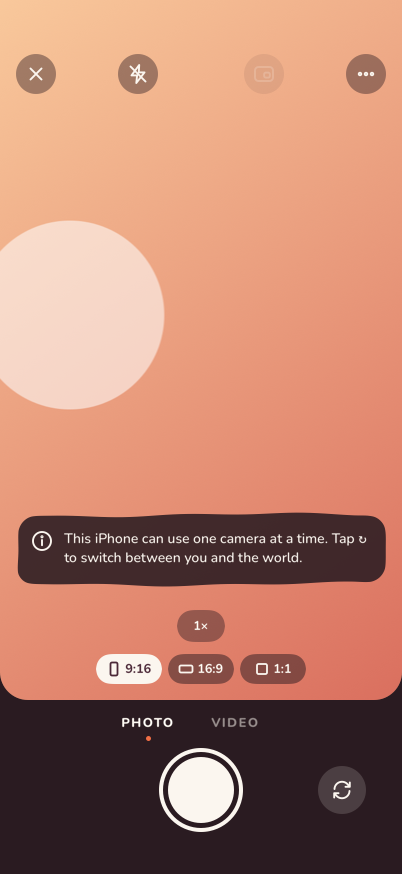 This iPhone can use one camera at a time. Tap ↻
to switch between you and the world.
1×
9:16 16:9 1:1
PHOTO VIDEO